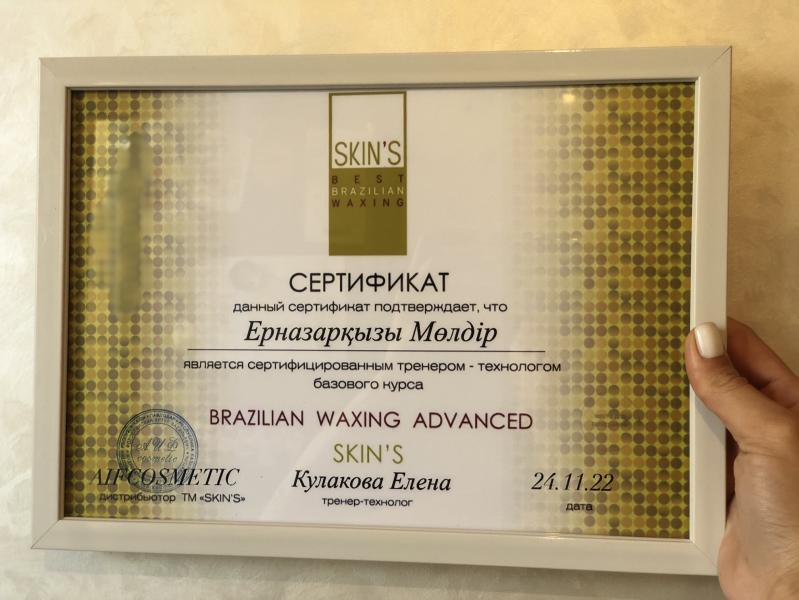 SKIN'S
BEST
BRAZILIAN
WAXING
СЕРТИФИКАТ
данный сертификат подтверждает, что
Ерназарқызы Мөлдір
является сертифицированным тренером - технологом
базового курса
BRAZILIAN WAXING ADVANCED
SKIN'S
AIFCOSMETIC
дистрибьютор ТМ «SKIN'S»
Кулакова Елена
тренер-технолог
24.11.22
дата